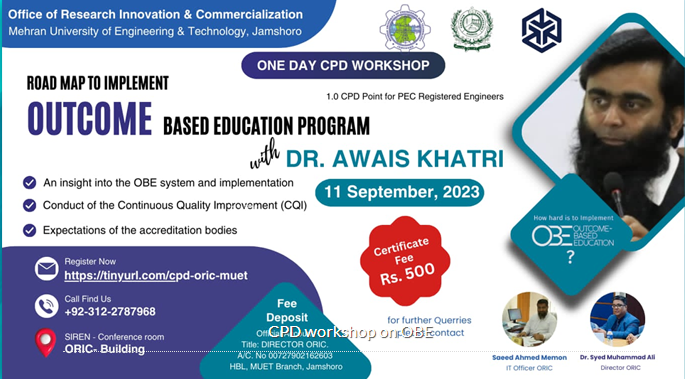 Office of Research Innovation & Commercialization
Mehran University of Engineering & Technology, Jamshoro
ONE DAY CPD WORKSHOP
1.0 CPD Point for PEC Registered Engineers
ROAD MAP TO IMPLEMENT
OUTCOME BASED EDUCATION PROGRAM
with DR. AWAIS KHATRI
11 September, 2023
An insight into the OBE system and implementation
Conduct of the Continuous Quality Improvement (CQI)
Expectations of the accreditation bodies
How hard is to Implement
OBE OUTCOME-
BASED
EDUCATION
?
Certificate
Fee
Rs. 500
Register Now
https://tinyurl.com/cpd-oric-muet
Call Find Us
+92-312-2787968
SIREN - Conference room
ORIC- Building
Fee
Deposit
Title: DIRECTOR ORIC.
A/C. No 00727902162603
HBL, MUET Branch, Jamshoro
for further Querries
contact
CPD workshop on OBE
Saeed Ahmed Memon
IT Officer ORIC
Dr. Syed Muhammad Ali
Director ORIC